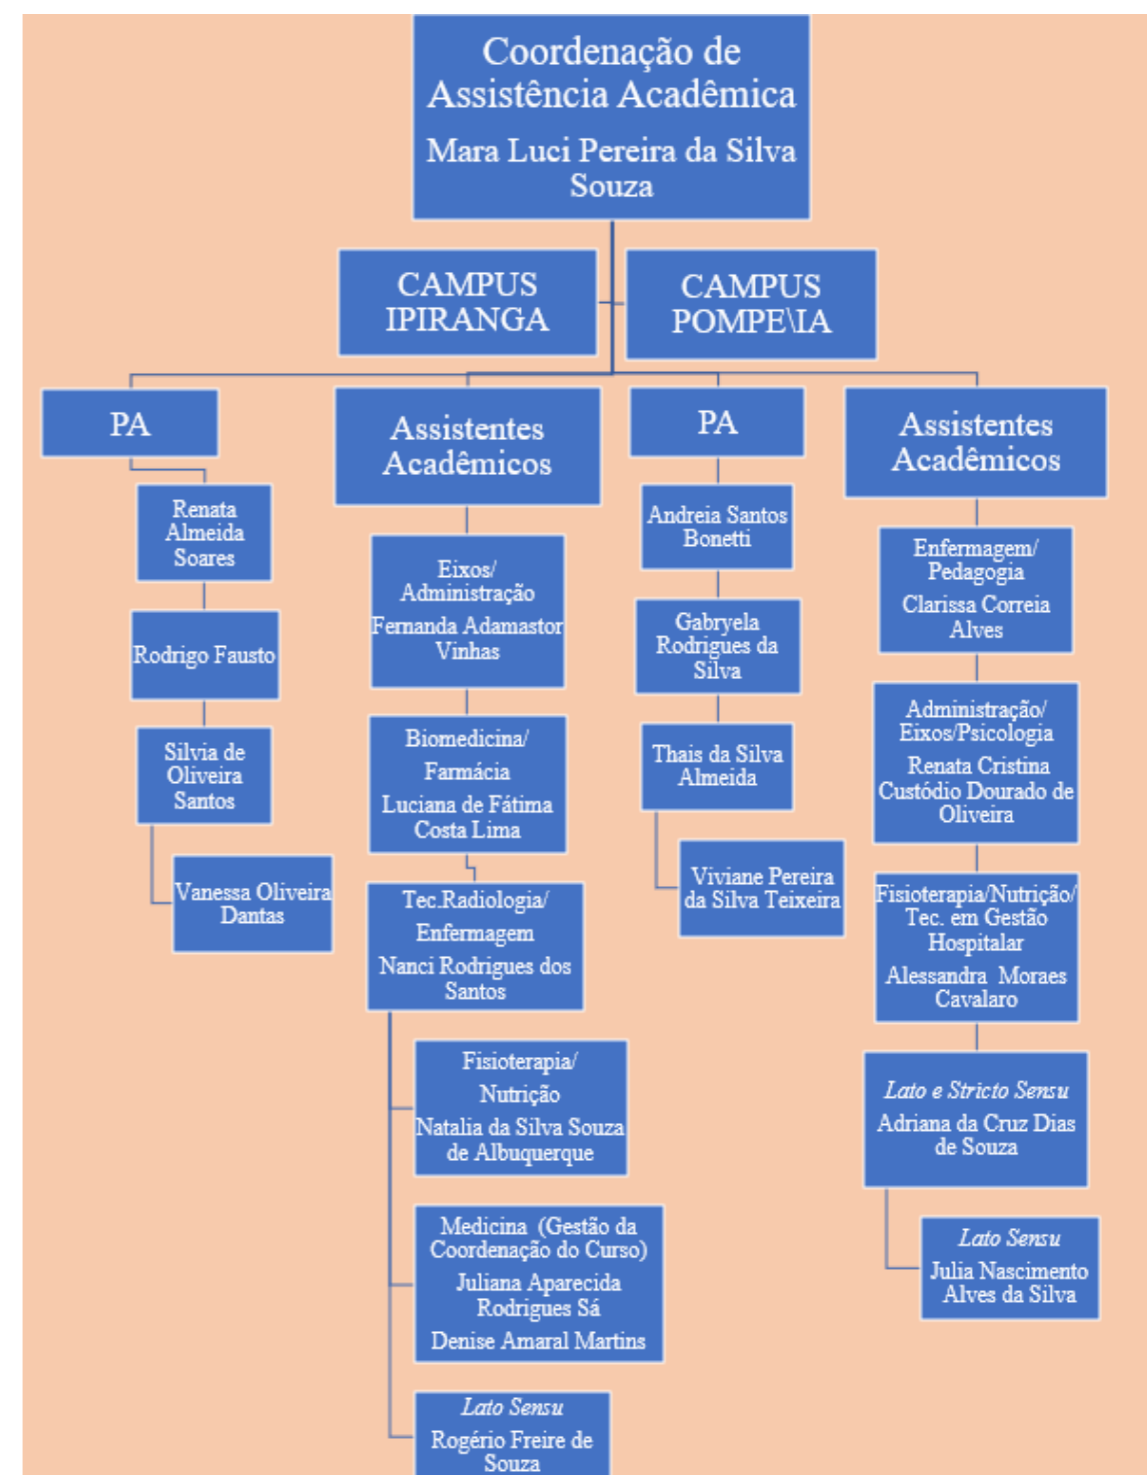 Coordenação de
Assistência Acadêmica
Mara Luci Pereira da Silva
Souza
CAMPUS
IPIRANGA
CAMPUS
POMPE\IA
PA
Renata
Almeida
Soares
Rodrigo Fausto
Silvia de
Oliveira
Santos
Vanessa Oliveira
Dantas
Assistentes
Acadêmicos
Eixos/
Administração
Fernanda Adamastor
Vinhas
Biomedicina/
Farmácia
Luciana de Fátima
Costa Lima
Tec.Radiologia/
Enfermagem
Nanci Rodrigues dos
Santos
Fisioterapia/
Nutrição
Natalia da Silva Souza
de Albuquerque
Medicina (Gestão da
Coordenação do Curso)
Juliana Aparecida
Rodrigues Sá
Denise Amaral Martins
Lato Sensu
Rogério Freire de
Souza
PA
Andreia Santos
Bonetti
Gabryela
Rodrigues da
Silva
Thais da Silva
Almeida
Viviane Pereira
da Silva Teixeira
Assistentes
Acadêmicos
Enfermagem/
Pedagogia
Clarissa Correia
Alves
Administração/
Eixos/Psicologia
Renata Cristina
Custódio Dourado de
Oliveira
Fisioterapia/Nutrição/
Tec. em Gestão
Hospitalar
Alessandra Moraes
Cavalaro
Lato e Stricto Sensu
Adriana da Cruz Dias
de Souza
Lato Sensu
Julia Nascimento
Alves da Silva